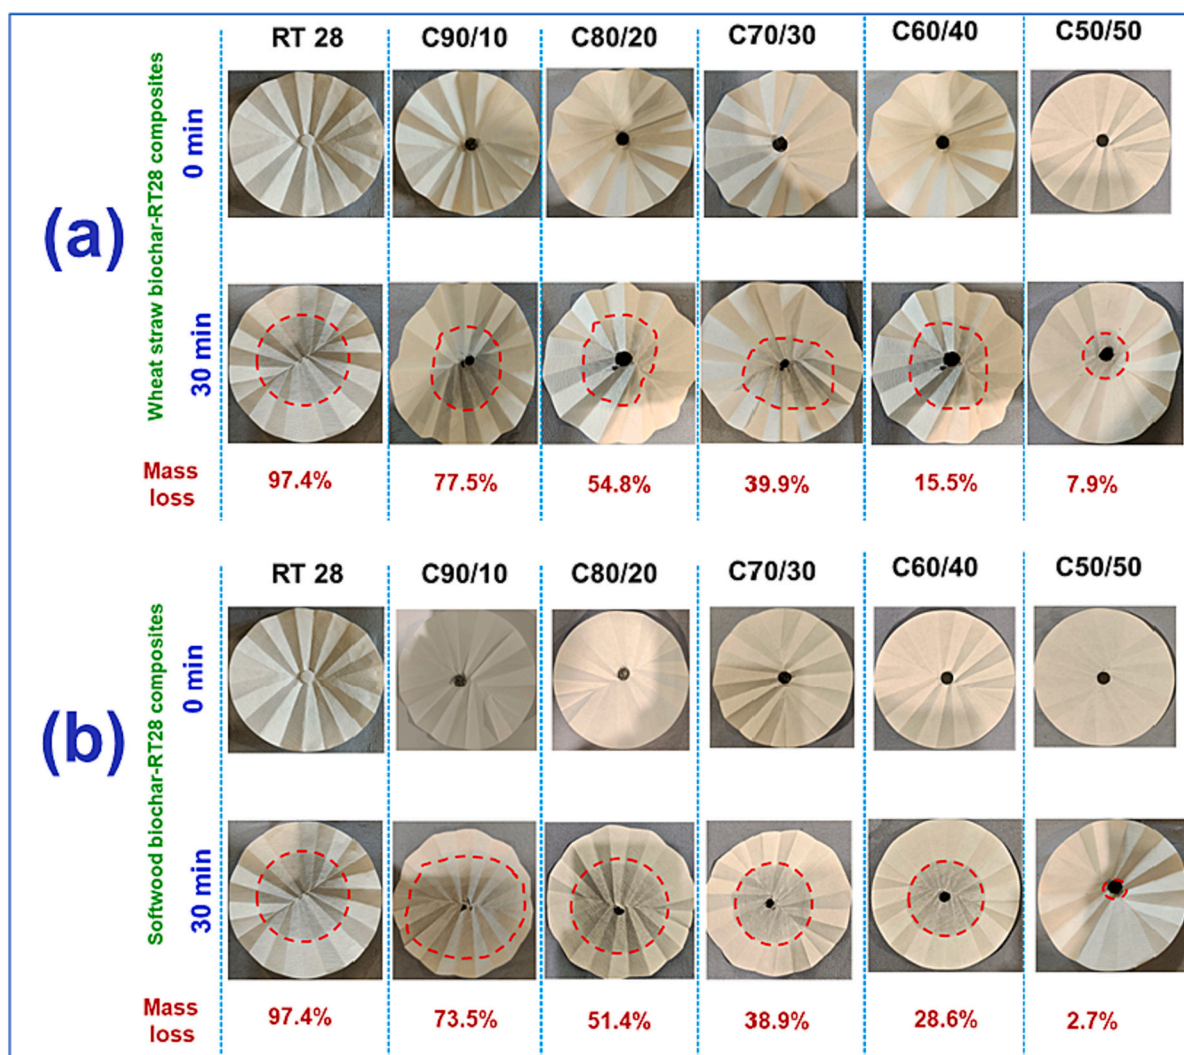 RT 28 C90/10 C80/20 C70/30 C60/40 C50/50
(a)
Wheat straw biochar-RT28 composites
0 min
30 min
Mass loss 97.4% 77.5% 54.8% 39.9% 15.5% 7.9%
RT 28 C90/10 C80/20 C70/30 C60/40 C50/50
(b)
Softwood biochar-RT28 composites
0 min
30 min
Mass loss 97.4% 73.5% 51.4% 38.9% 28.6% 2.7%